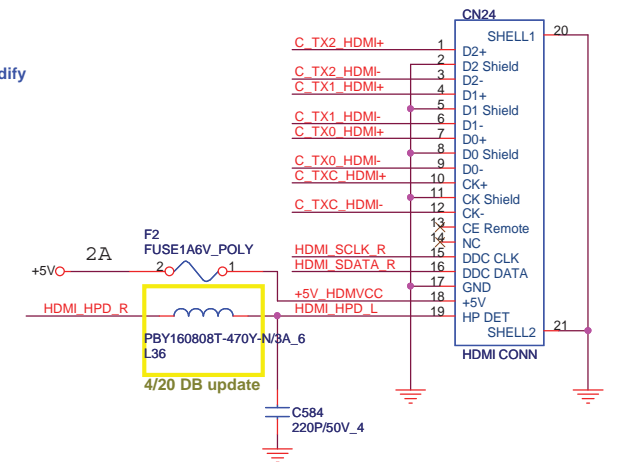 CN24
SHELL1 20
C_TX2_HDMI+ 1 D2+
2 D2 Shield
dify
C_TX2_HDMI- 3 D2-
C_TX1_HDMI+ 4 D1+
5 D1 Shield
C_TX1_HDMI- 6 D1-
C_TX0_HDMI+ 7 D0+
8 D0 Shield
C_TX0_HDMI- 9 D0-
C_TXC_HDMI+ 10 CK+
11 CK Shield
C_TXC_HDMI- 12 CK-
13 CE Remote
14 NC
HDMI_SCLK_R 15 DDC CLK
HDMI_SDATA_R 16 DDC DATA
17 GND
+5V_HDMVCC 18 +5V
HDMI_HPD_L 19 HP DET
SHELL2 21
HDMI CONN
F2
FUSE1A6V_POLY
2A
+5V 2 1
HDMI_HPD_R
PBY160808T-470Y-N/3A_6
L36
4/20 DB update
C584
220P/50V_4